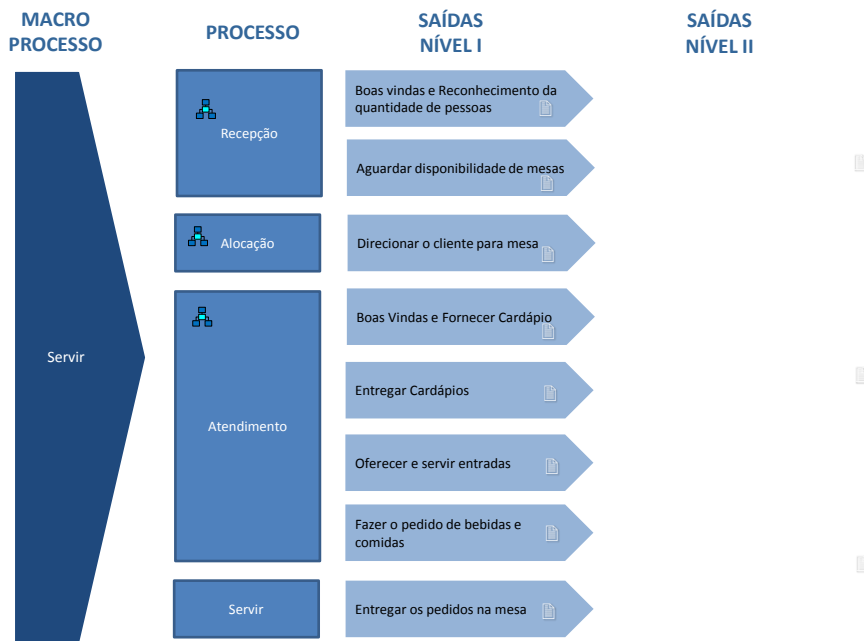 MACRO
PROCESSO
PROCESSO
SAÍDAS
NÍVEL I
SAÍDAS
NÍVEL II
Servir
Recepção
Boas vindas e Reconhecimento da
quantidade de pessoas
Aguardar disponibilidade de mesas
Alocação
Direcionar o cliente para mesa
Atendimento
Boas Vindas e Fornecer Cardápio
Entregar Cardápios
Oferecer e servir entradas
Fazer o pedido de bebidas e
comidas
Servir
Entregar os pedidos na mesa